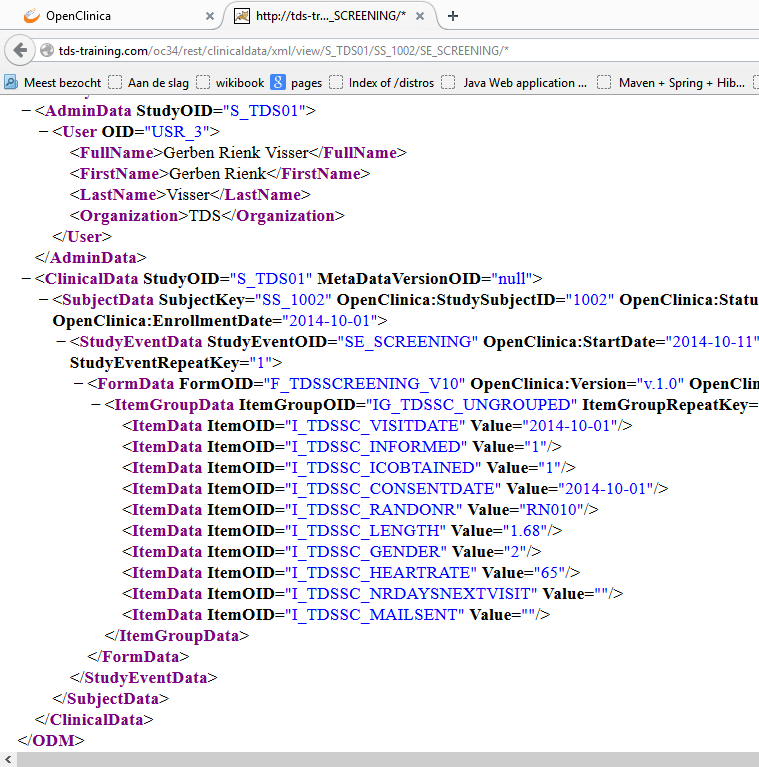 OpenClinica × http://tds-tr..._SCREENING/* × +
tds-training.com/oc34/rest/clinicaldata/xml/view/S_TDS01/SS_1002/SE_SCREENING/*
Meest bezocht Aan de slag wikibook 8 pages Index of /distros Java Web application ... Maven + Spring + Hib...
− <AdminData StudyOID="S_TDS01">
− <User OID="USR_3">
<FullName>Gerben Rienk Visser</FullName>
<FirstName>Gerben Rienk</FirstName>
<LastName>Visser</LastName>
<Organization>TDS</Organization>
</User>
</AdminData>
− <ClinicalData StudyOID="S_TDS01" MetaDataVersionOID="null">
− <SubjectData SubjectKey="SS_1002" OpenClinica:StudySubjectID="1002" OpenClinica:Statu
OpenClinica:EnrollmentDate="2014-10-01">
− <StudyEventData StudyEventOID="SE_SCREENING" OpenClinica:StartDate="2014-10-11"
StudyEventRepeatKey="1">
− <FormData FormOID="F_TDSSCREENING_V10" OpenClinica:Version="v.1.0" OpenClin
− <ItemGroupData ItemGroupOID="IG_TDSSC_UNGROUPED" ItemGroupRepeatKey=
<ItemData ItemOID="I_TDSSC_VISITDATE" Value="2014-10-01"/>
<ItemData ItemOID="I_TDSSC_INFORMED" Value="1"/>
<ItemData ItemOID="I_TDSSC_ICOBTAINED" Value="1"/>
<ItemData ItemOID="I_TDSSC_CONSENTDATE" Value="2014-10-01"/>
<ItemData ItemOID="I_TDSSC_RANDONR" Value="RN010"/>
<ItemData ItemOID="I_TDSSC_LENGTH" Value="1.68"/>
<ItemData ItemOID="I_TDSSC_GENDER" Value="2"/>
<ItemData ItemOID="I_TDSSC_HEARTRATE" Value="65"/>
<ItemData ItemOID="I_TDSSC_NRDAYSNEXTVISIT" Value=""/>
<ItemData ItemOID="I_TDSSC_MAILSENT" Value=""/>
</ItemGroupData>
</FormData>
</StudyEventData>
</SubjectData>
</ClinicalData>
</ODM>